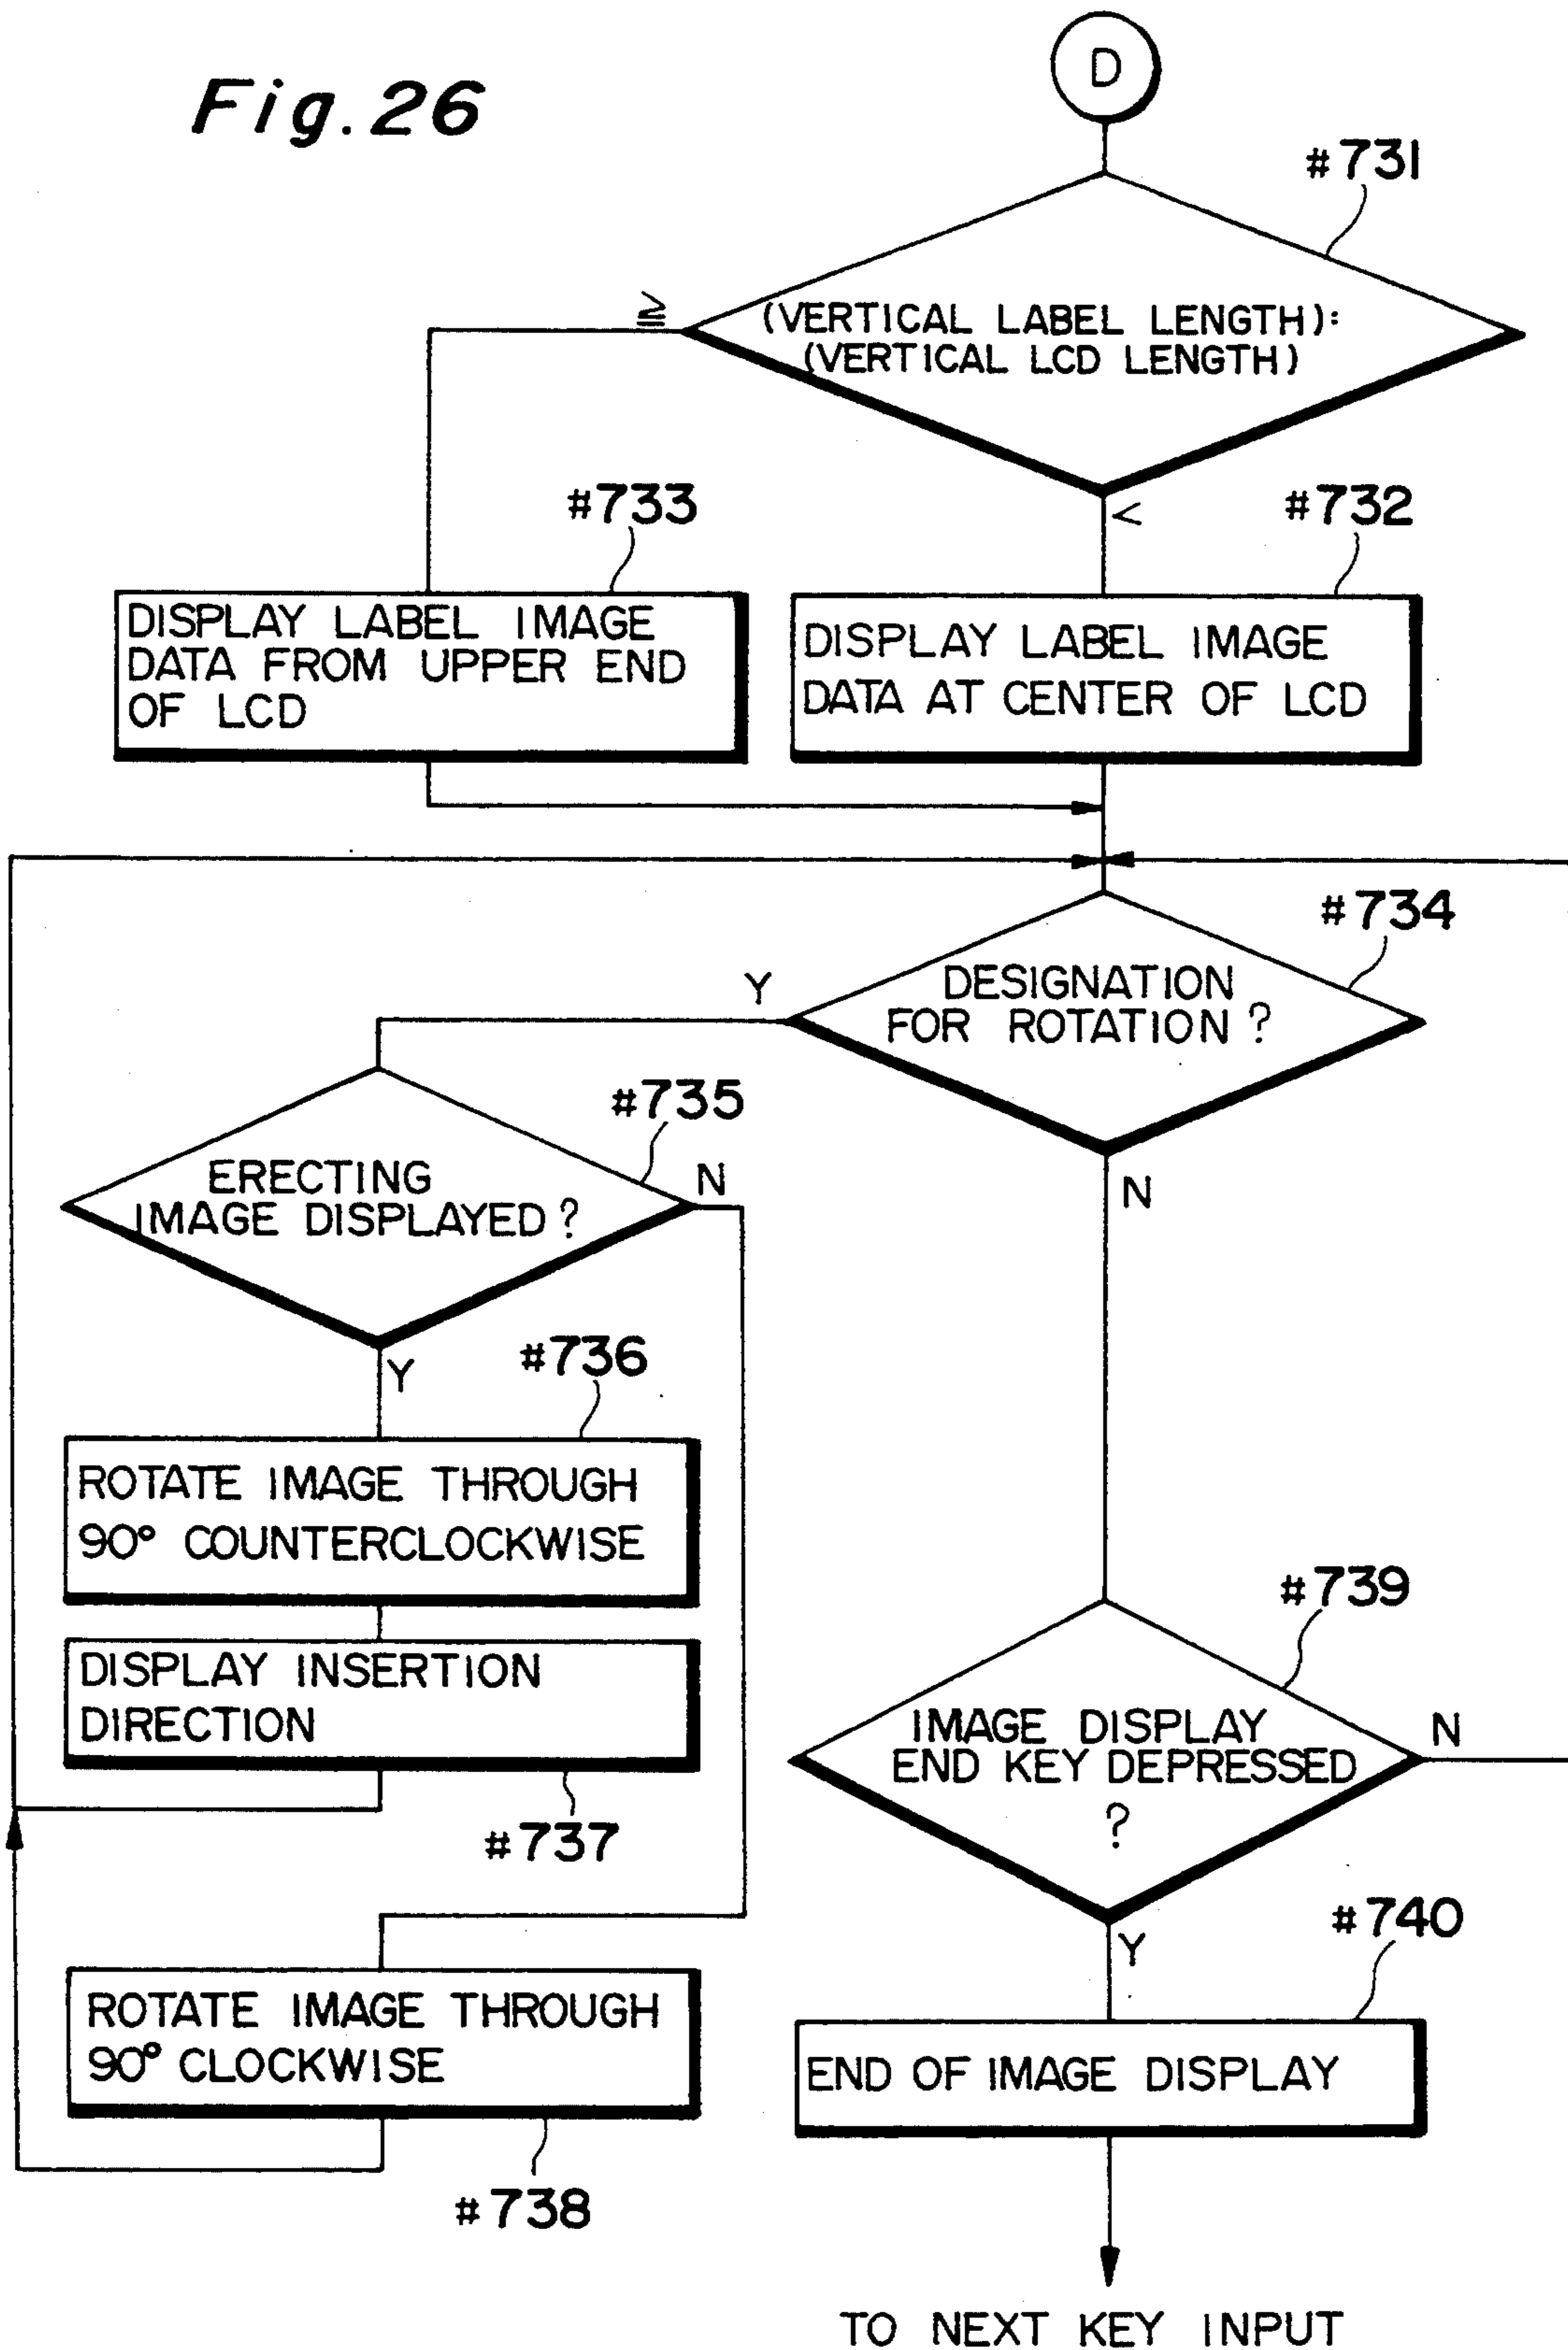 Fig. 26
D
#731
(VERTICAL LABEL LENGTH):
(VERTICAL LCD LENGTH)
≧
<
#733
DISPLAY LABEL IMAGE
DATA FROM UPPER END
OF LCD
#732
DISPLAY LABEL IMAGE
DATA AT CENTER OF LCD
#734
DESIGNATION
FOR ROTATION ?
Y
N
#735
ERECTING
IMAGE DISPLAYED ?
N
Y
#736
ROTATE IMAGE THROUGH
90° COUNTERCLOCKWISE
DISPLAY INSERTION
DIRECTION
#737
ROTATE IMAGE THROUGH
90° CLOCKWISE
#738
#739
IMAGE DISPLAY
END KEY DEPRESSED
?
N
Y
#740
END OF IMAGE DISPLAY
TO NEXT KEY INPUT